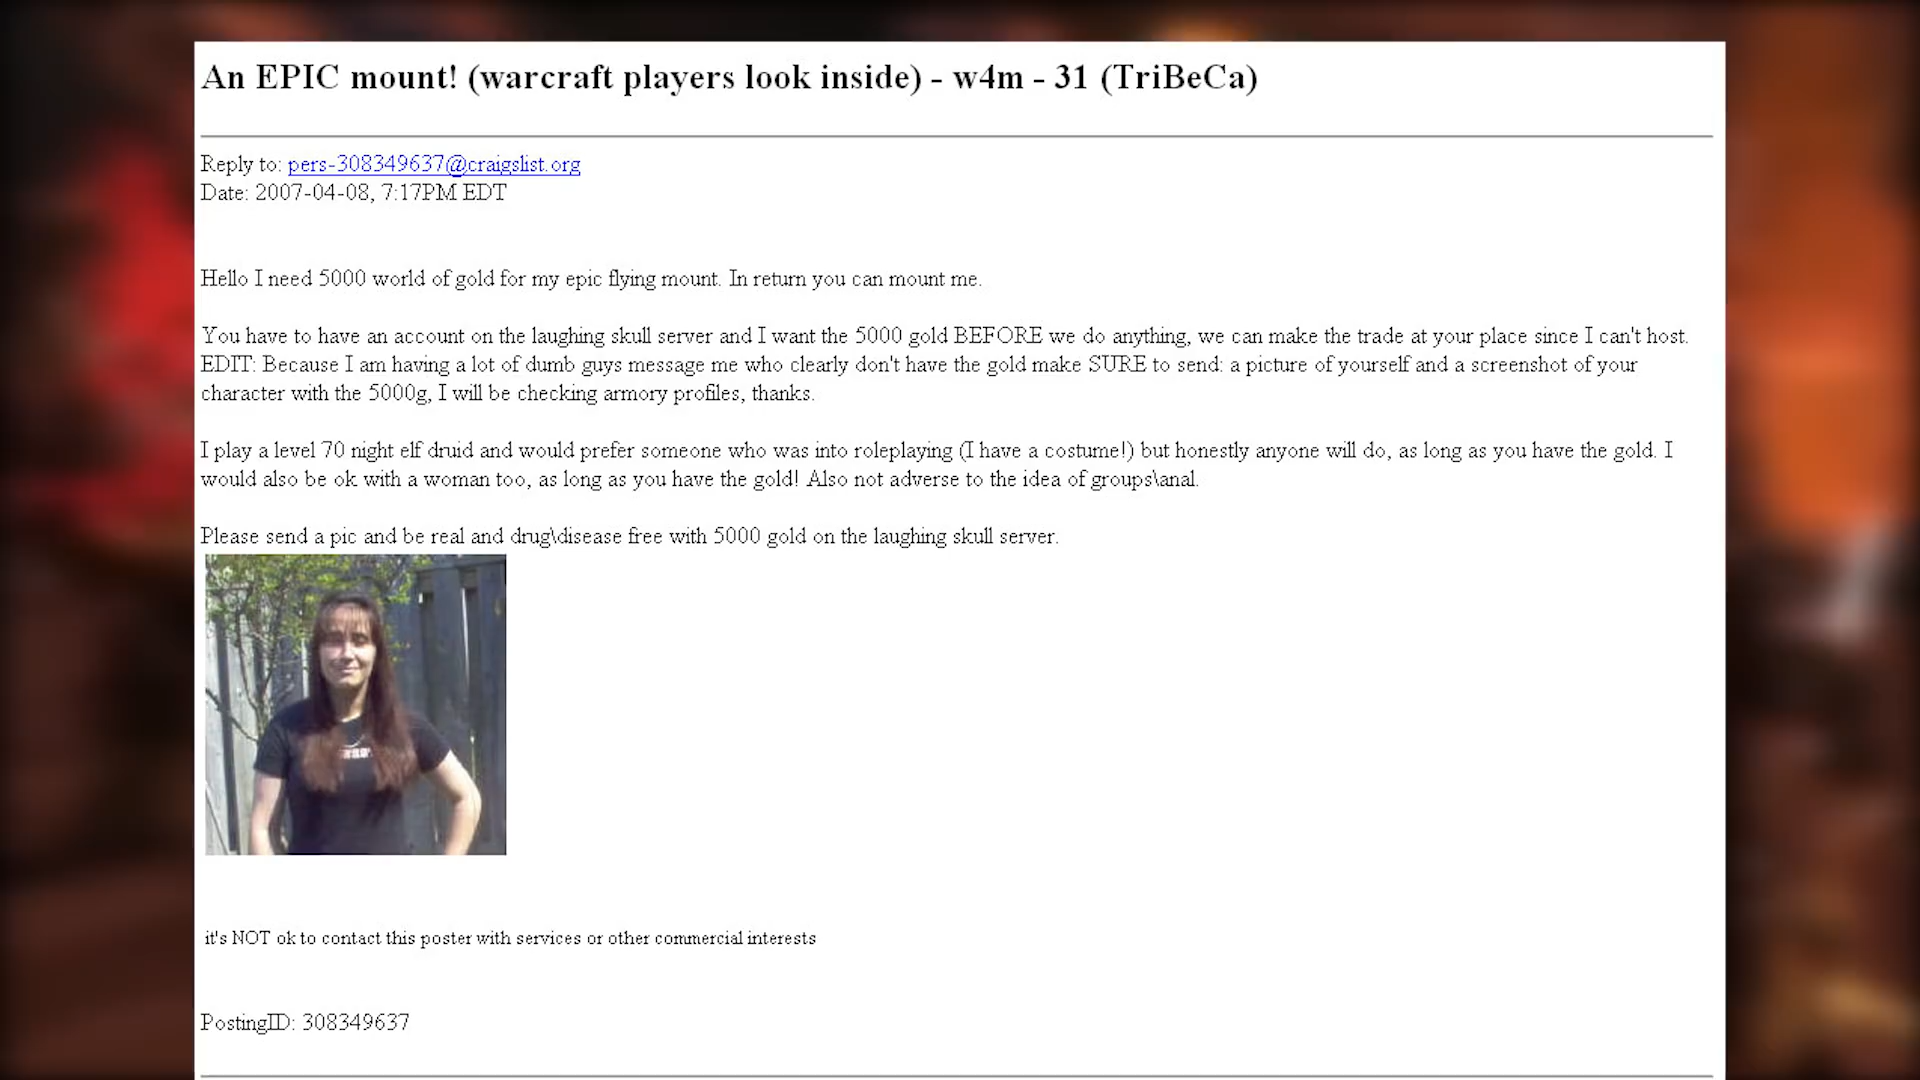 An EPIC mount! (warcraft players look inside) - w4m - 31 (TriBeCa)
Reply to: pers-308349637@craigslist.org
Date: 2007-04-08, 7:17PM EDT
Hello I need 5000 world of gold for my epic flying mount. In return you can mount me.
You have to have an account on the laughing skull server and I want the 5000 gold BEFORE we do anything, we can make the trade at your place since I can't host.
EDIT: Because I am having a lot of dumb guys message me who clearly don't have the gold make SURE to send: a picture of yourself and a screenshot of your
character with the 5000g, I will be checking armory profiles, thanks.
I play a level 70 night elf druid and would prefer someone who was into roleplaying (I have a costume!) but honestly anyone will do, as long as you have the gold. I
would also be ok with a woman too, as long as you have the gold! Also not adverse to the idea of groups\anal.
Please send a pic and be real and drug\disease free with 5000 gold on the laughing skull server.
it's NOT ok to contact this poster with services or other commercial interests
PostingID: 308349637